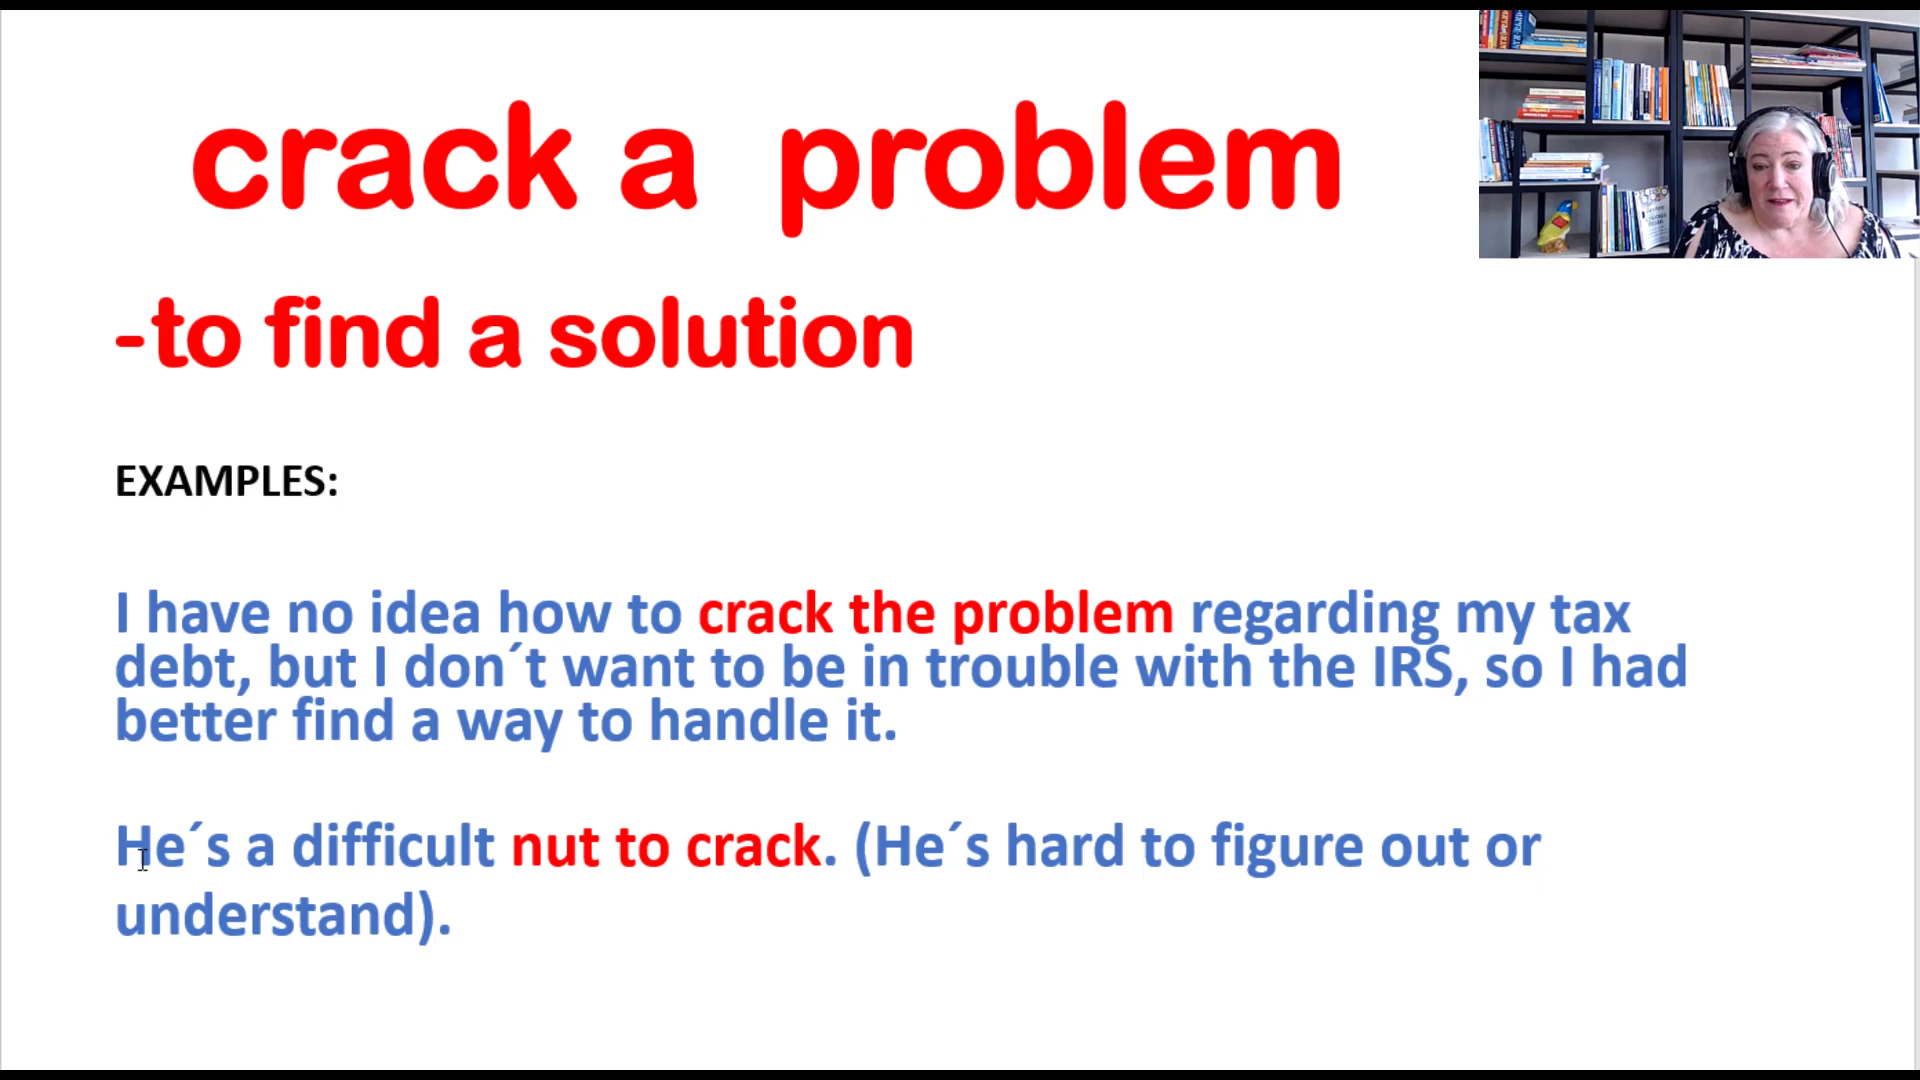 crack a  problem
-to find a solution
EXAMPLES:
I have no idea how to crack the problem regarding my tax
debt, but I don´t want to be in trouble with the IRS, so I had
better find a way to handle it.
He´s a difficult nut to crack. (He´s hard to figure out or
understand).